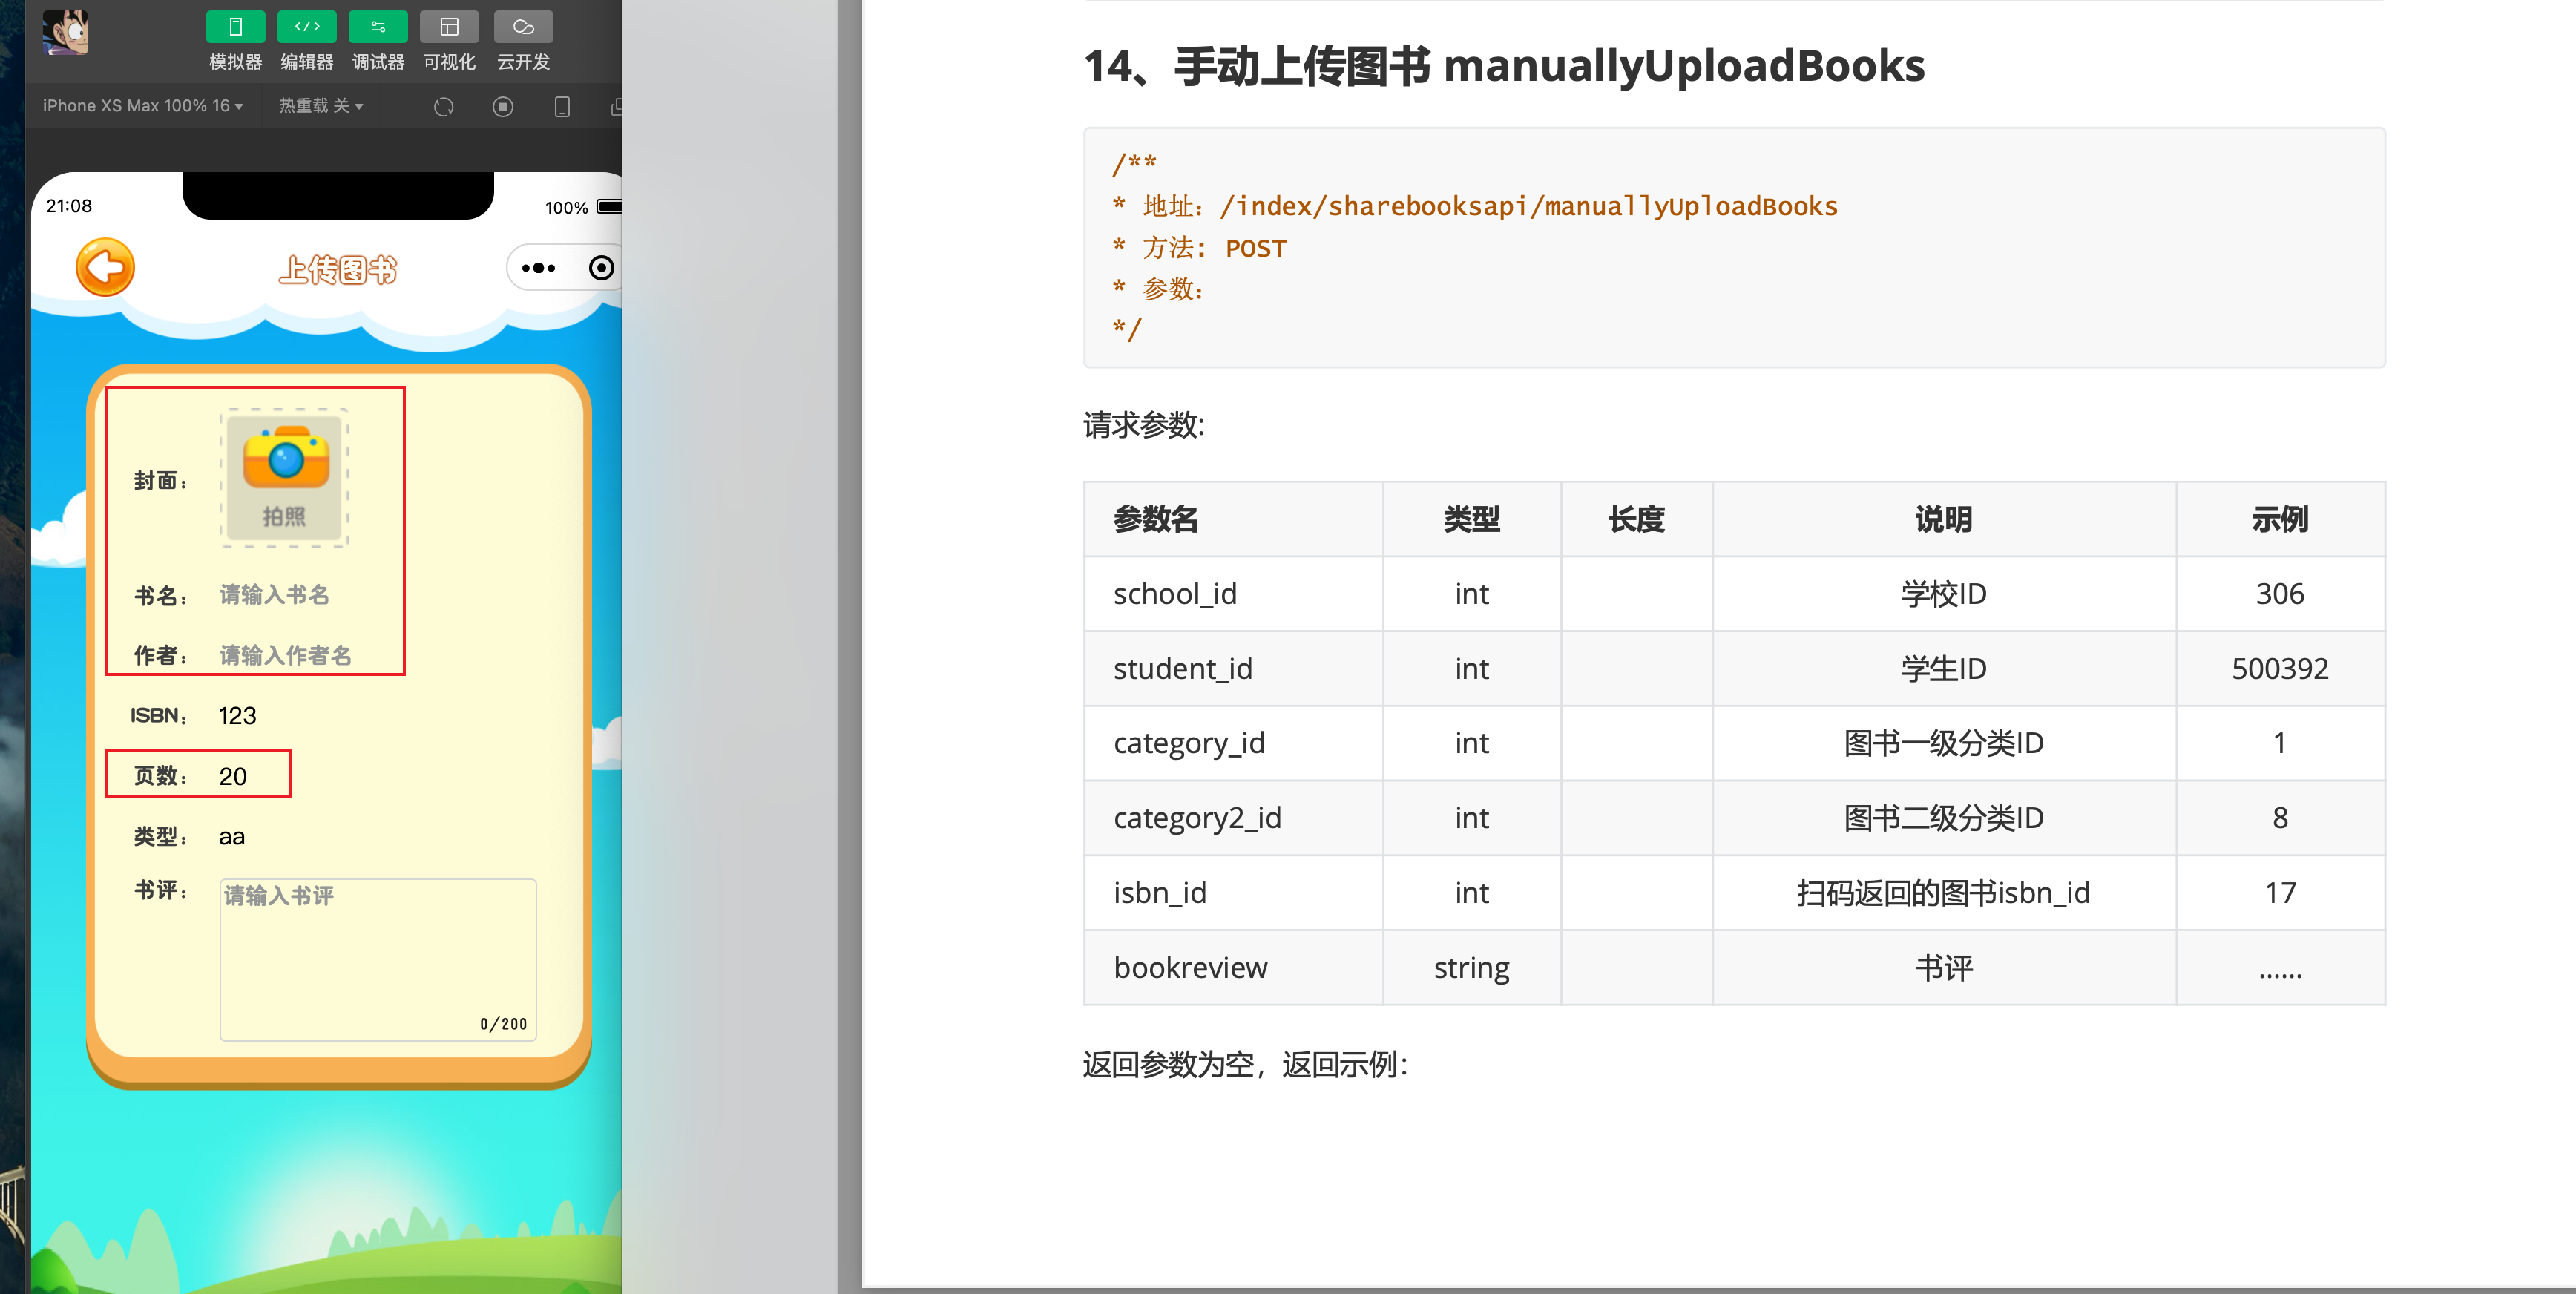 模拟器 编辑器 调试器 可视化 云开发
iPhone XS Max 100% 16 热重载 关
21:08 100%
上传图书
封面：
拍照
书名： 请输入书名
作者： 请输入作者名
ISBN： 123
页数： 20
类型： aa
书评： 请输入书评
0/200
14、手动上传图书 manuallyUploadBooks
/**
* 地址：/index/sharebooksapi/manuallyUploadBooks
* 方法: POST
* 参数：
*/
请求参数:
参数名 类型 长度 说明 示例
school_id int 学校ID 306
student_id int 学生ID 500392
category_id int 图书一级分类ID 1
category2_id int 图书二级分类ID 8
isbn_id int 扫码返回的图书isbn_id 17
bookreview string 书评 ......
返回参数为空，返回示例：